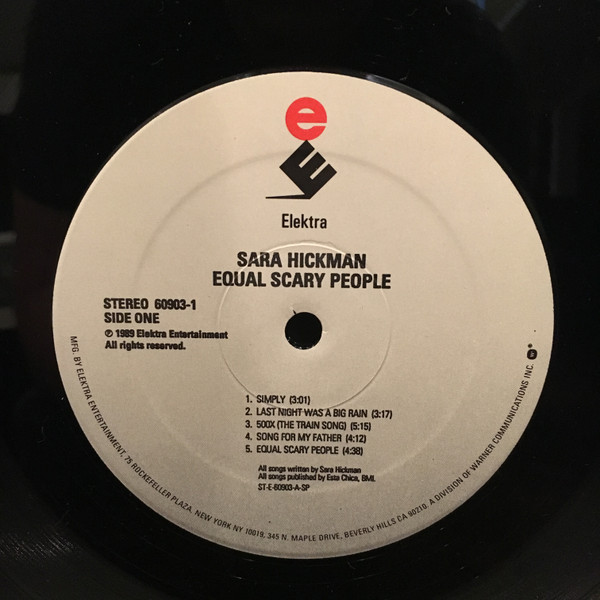 e
E
Elektra
SARA HICKMAN
EQUAL SCARY PEOPLE
STEREO 60903-1
SIDE ONE
℗ 1989 Elektra Entertainment
All rights reserved.
1. SIMPLY (3:01)
2. LAST NIGHT WAS A BIG RAIN (3:17)
3. 500X (THE TRAIN SONG) (5:15)
4. SONG FOR MY FATHER (4:12)
5. EQUAL SCARY PEOPLE (4:38)
All songs written by Sara Hickman
All songs published by Esta Chica, BMI.
ST-E-60903-A-SP
MFG. BY ELEKTRA ENTERTAINMENT, 75 ROCKEFELLER PLAZA, NEW YORK NY 10019. 345 N. MAPLE DRIVE, BEVERLY HILLS CA 90210. A DIVISION OF WARNER COMMUNICATIONS INC.